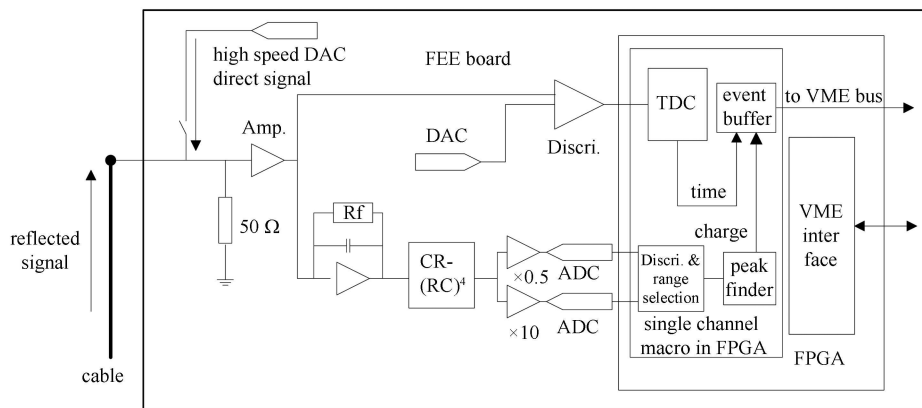 high speed DAC
direct signal
FEE board
Amp.
DAC
Discri.
TDC
event
buffer
to VME bus
time
charge
reflected
signal
50 Ω
Rf
CR-
(RC)⁴
×0.5
ADC
×10
ADC
Discri. &
range
selection
peak
finder
single channel
macro in FPGA
VME
inter
face
FPGA
cable